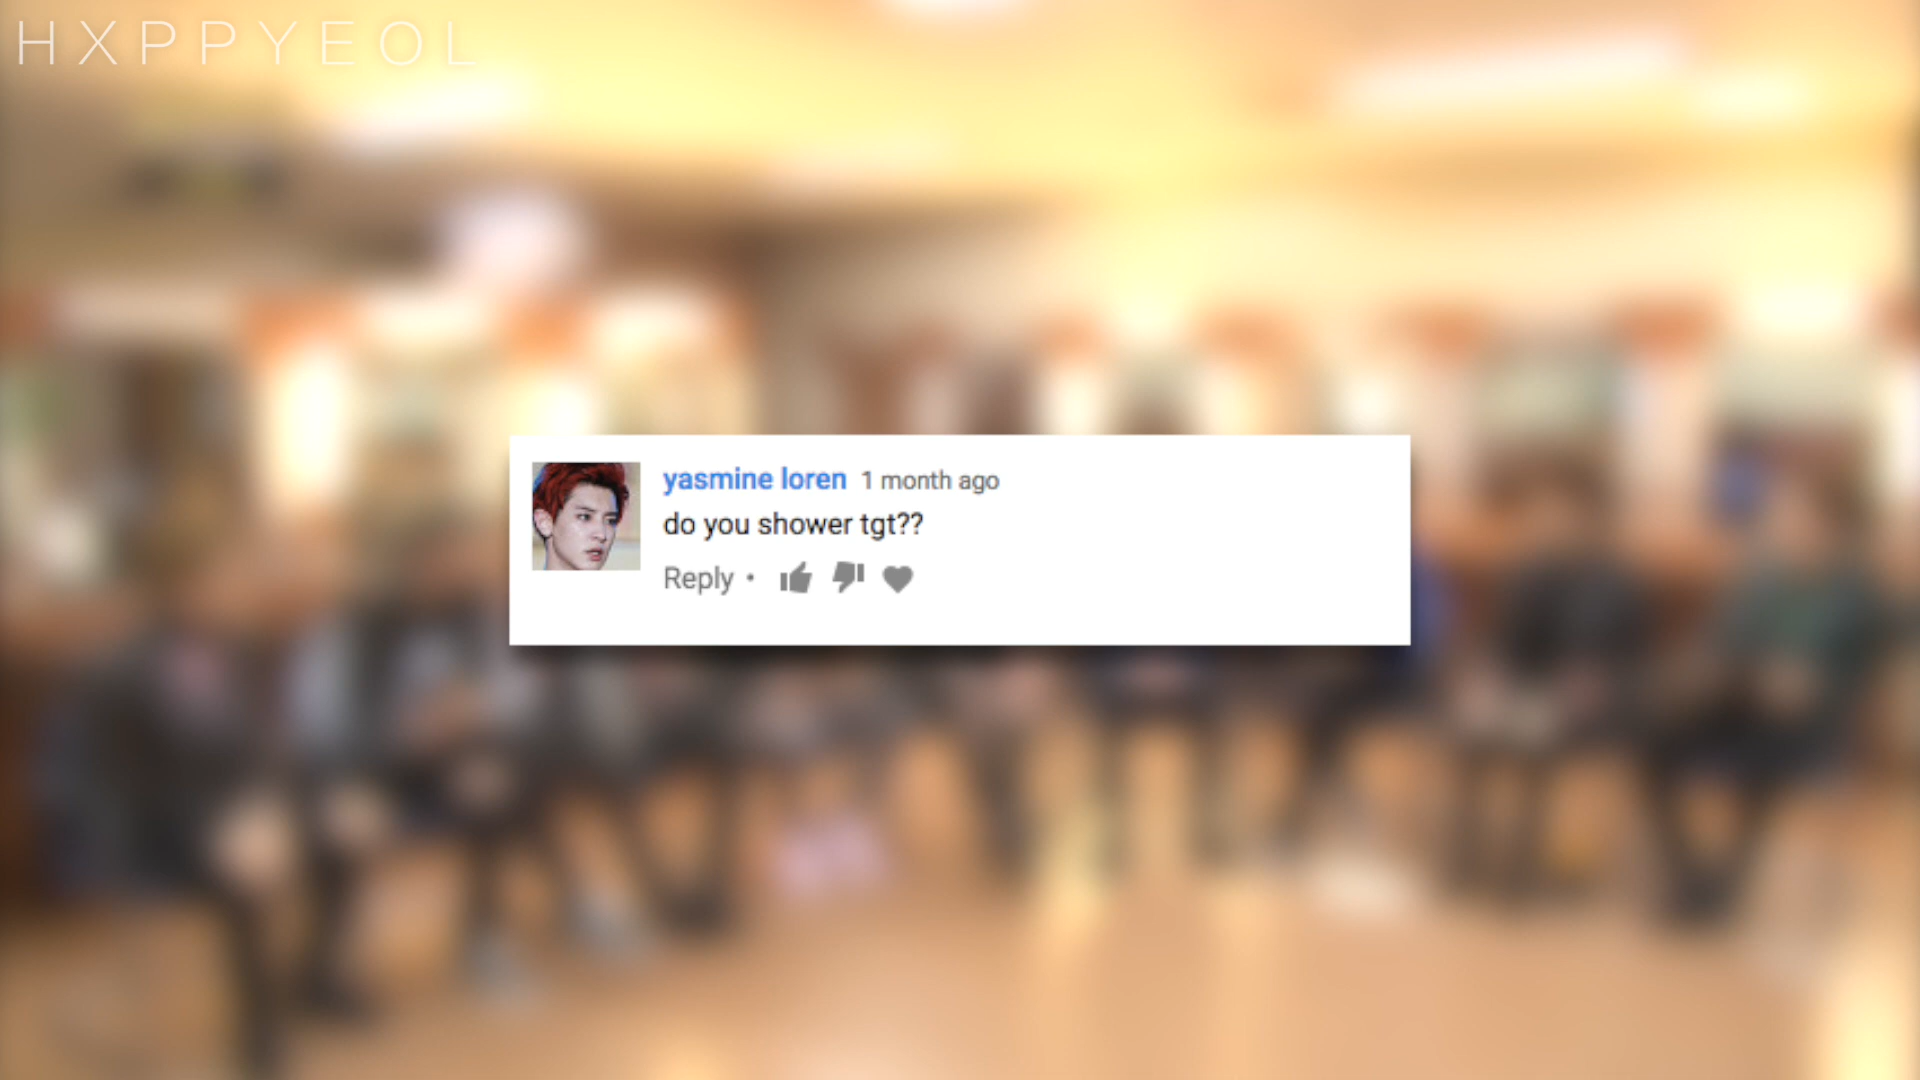 HXPPYEOL
yasmine loren 1 month ago
do you shower tgt??
Reply •